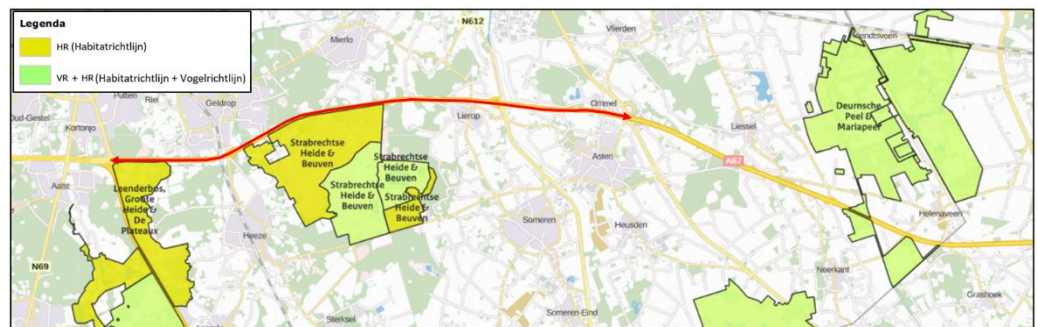 Legenda
HR (Habitatrichtlijn)
VR + HR (Habitatrichtlijn + Vogelrichtlijn)
N612
Vlierden
Mierlo
Putten
Riel
Geldrop
Oud-Gestel
Kortonjo
Ommel
Lierop
Liessel
Deurnsche
Peel &
Mariapeel
Strabrechtse
Heide &
Beuven
Strabrechtse
Heide &
Beuven
Strabrechtse
Heide &
Beuven
Strabrechtse
Heide &
Beuven
Asten
A67
Aalst
Leenderbos,
Groote
Heide &
De
Plateaux
Heeze
Someren
Heusden
Helenaveen
N69
Neerkant
Grashoek
Sterksel
Someren-Eind